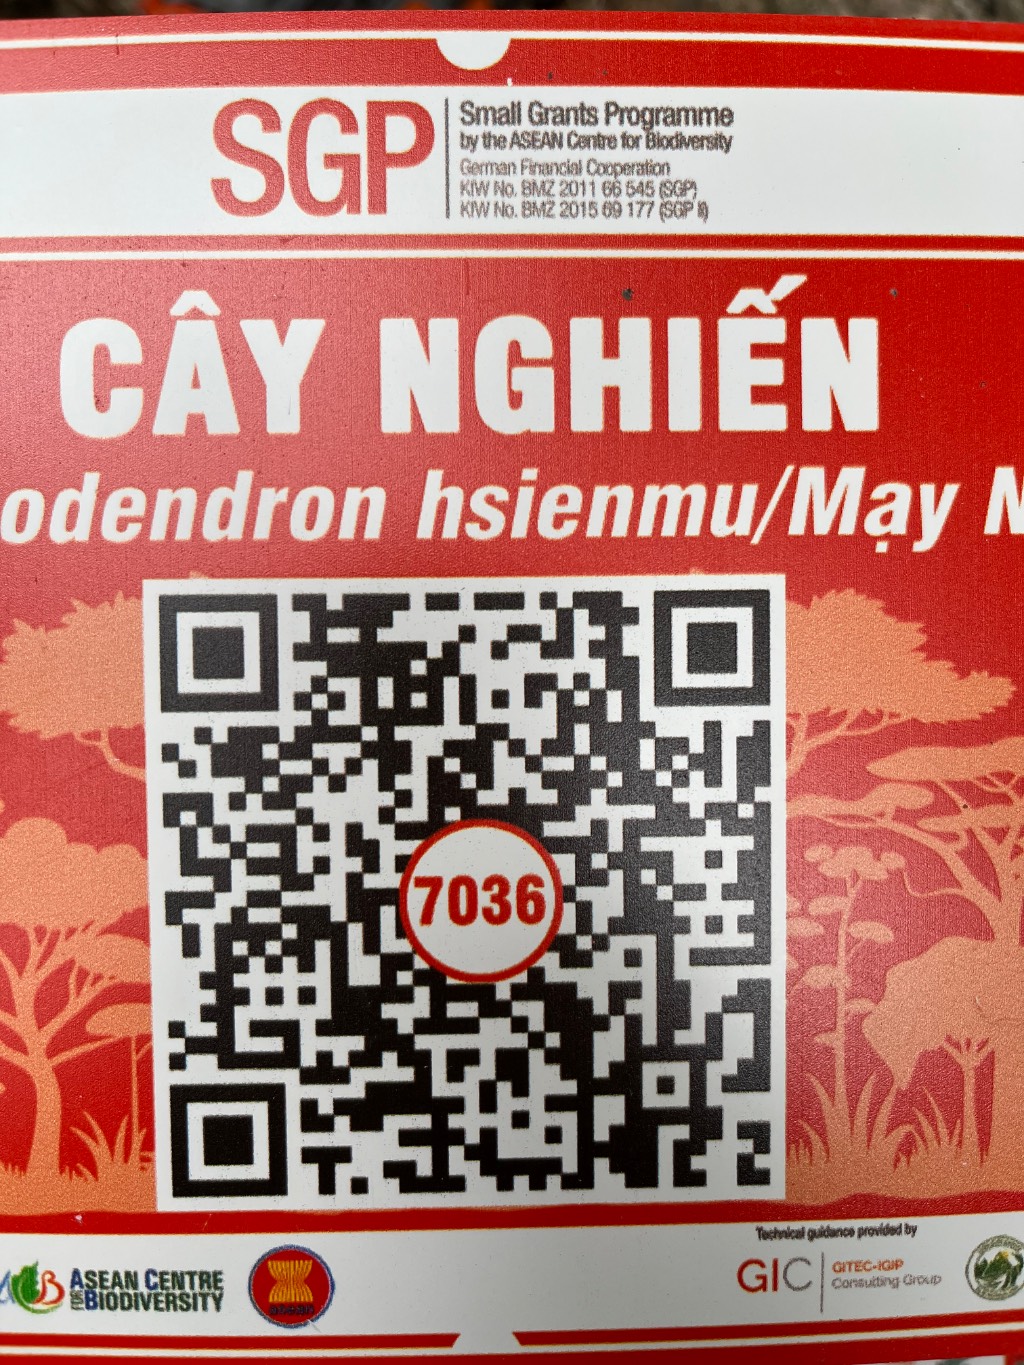 SGP
Small Grants Programme
by the ASEAN Centre for Biodiversity
German Financial Cooperation
KfW No. BMZ 2011 66 545 (SGP)
KfW No. BMZ 2015 69 177 (SGP II)
CÂY NGHIẾN
odendron hsienmu/Mạy N
7036
Technical guidance provided by
ACB ASEAN CENTRE
FOR BIODIVERSITY
GIC
GITEC-IGIP
Consulting Group